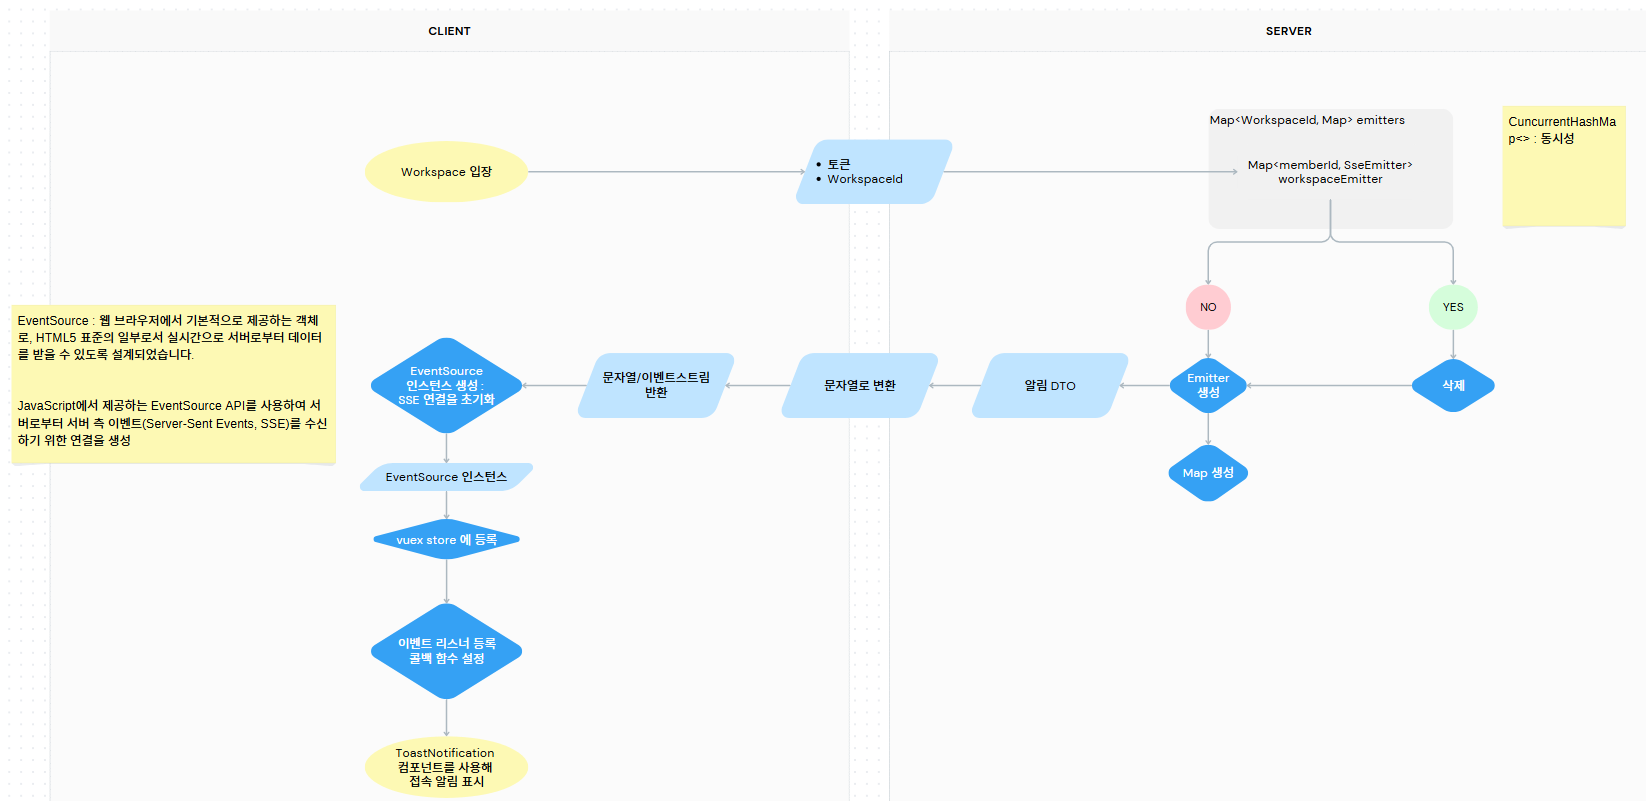 CLIENT
SERVER
Workspace 입장
토큰
WorkspaceId
Map<WorkspaceId, Map> emitters
Map<memberId, SseEmitter>
workspaceEmitter
CuncurrentHashMa
p<> : 동시성
NO
YES
EventSource : 웹 브라우저에서 기본적으로 제공하는 객체
로, HTML5 표준의 일부로서 실시간으로 서버로부터 데이터
를 받을 수 있도록 설계되었습니다.
JavaScript에서 제공하는 EventSource API를 사용하여 서
버로부터 서버 측 이벤트(Server-Sent Events, SSE)를 수신
하기 위한 연결을 생성
EventSource
인스턴스 생성 :
SSE 연결을 초기화
문자열/이벤트스트림
반환
문자열로 변환
알림 DTO
Emitter
생성
삭제
Map 생성
EventSource 인스턴스
vuex store 에 등록
이벤트 리스너 등록
콜백 함수 설정
ToastNotification
컴포넌트를 사용해
접속 알림 표시